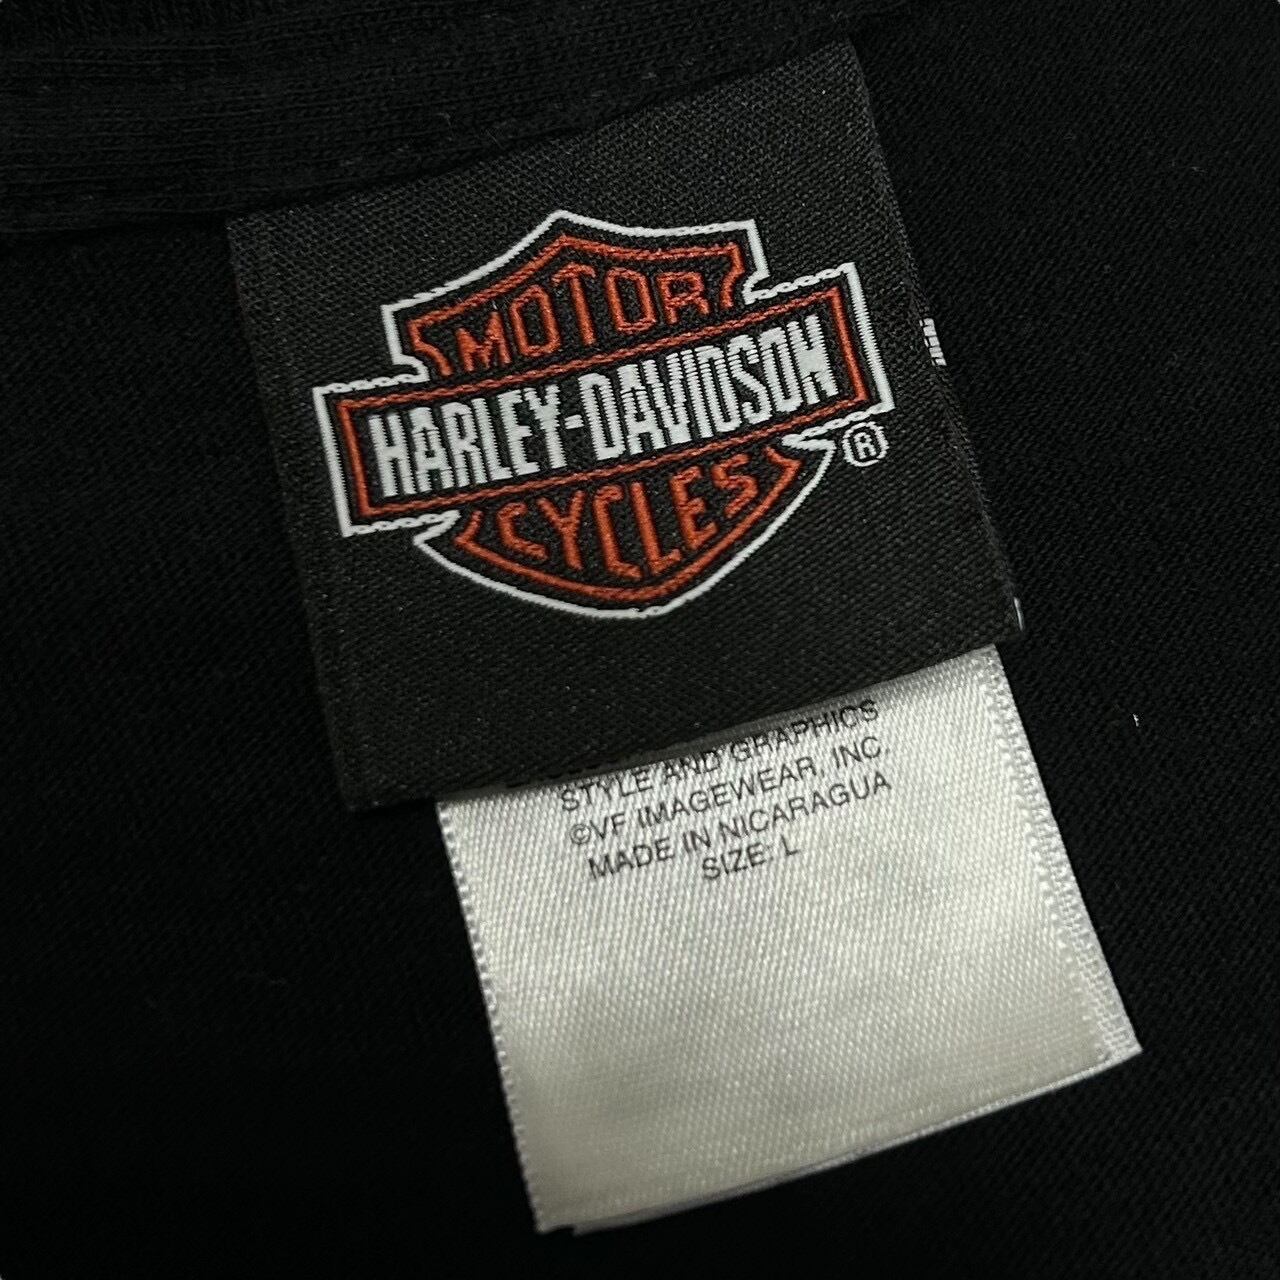 MOTOR
HARLEY-DAVIDSON
CYCLES
®
STYLE AND GRAPHICS
©VF IMAGEWEAR, INC.
MADE IN NICARAGUA
SIZE: L